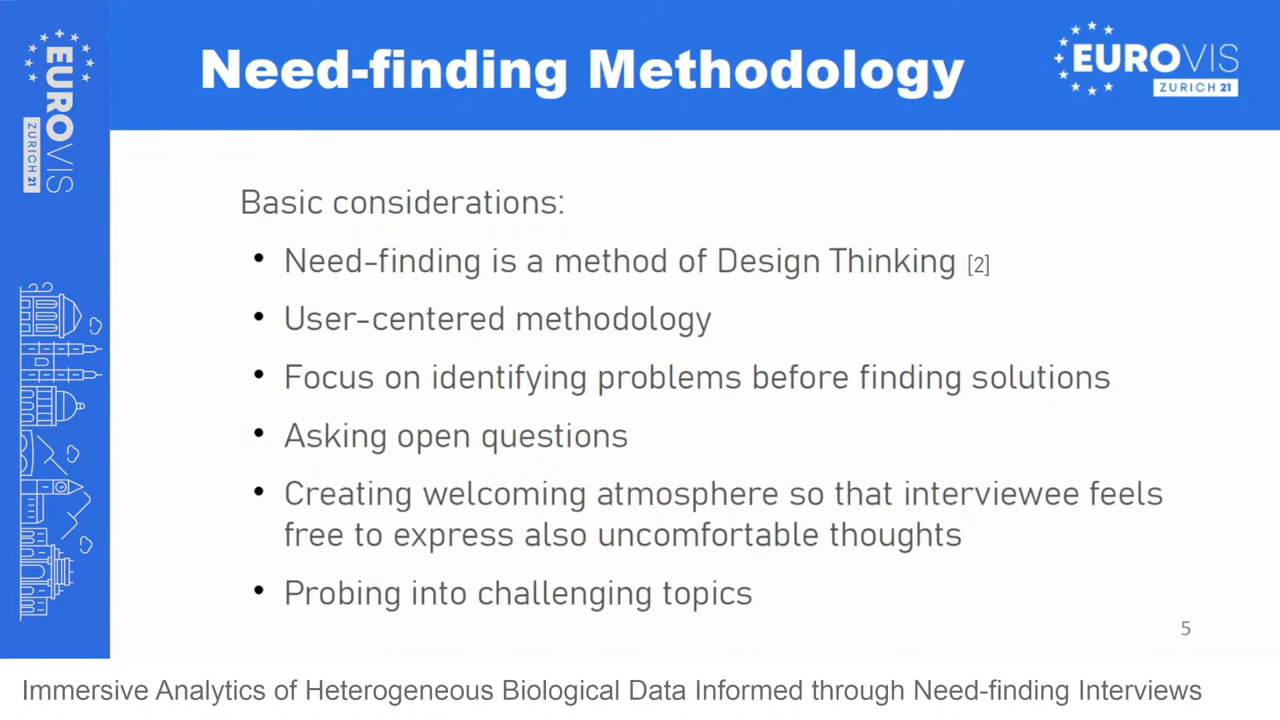 Need-finding Methodology
EUROVIS
ZURICH 21
EUROVIS
ZURICH 21
Basic considerations:
• Need-finding is a method of Design Thinking [2]
• User-centered methodology
• Focus on identifying problems before finding solutions
• Asking open questions
• Creating welcoming atmosphere so that interviewee feels
free to express also uncomfortable thoughts
• Probing into challenging topics
5
Immersive Analytics of Heterogeneous Biological Data Informed through Need-finding Interviews